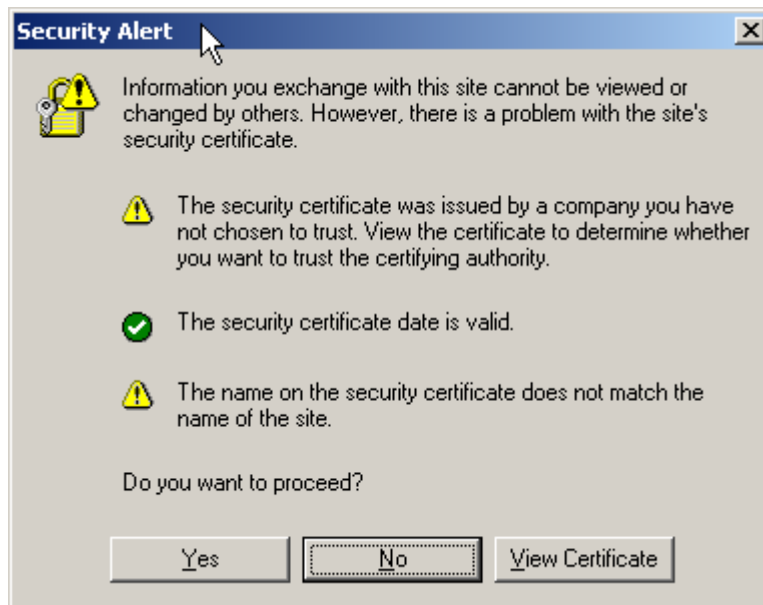 Security Alert
Information you exchange with this site cannot be viewed or
changed by others. However, there is a problem with the site's
security certificate.
The security certificate was issued by a company you have
not chosen to trust. View the certificate to determine whether
you want to trust the certifying authority.
The security certificate date is valid.
The name on the security certificate does not match the
name of the site.
Do you want to proceed?
Yes No View Certificate